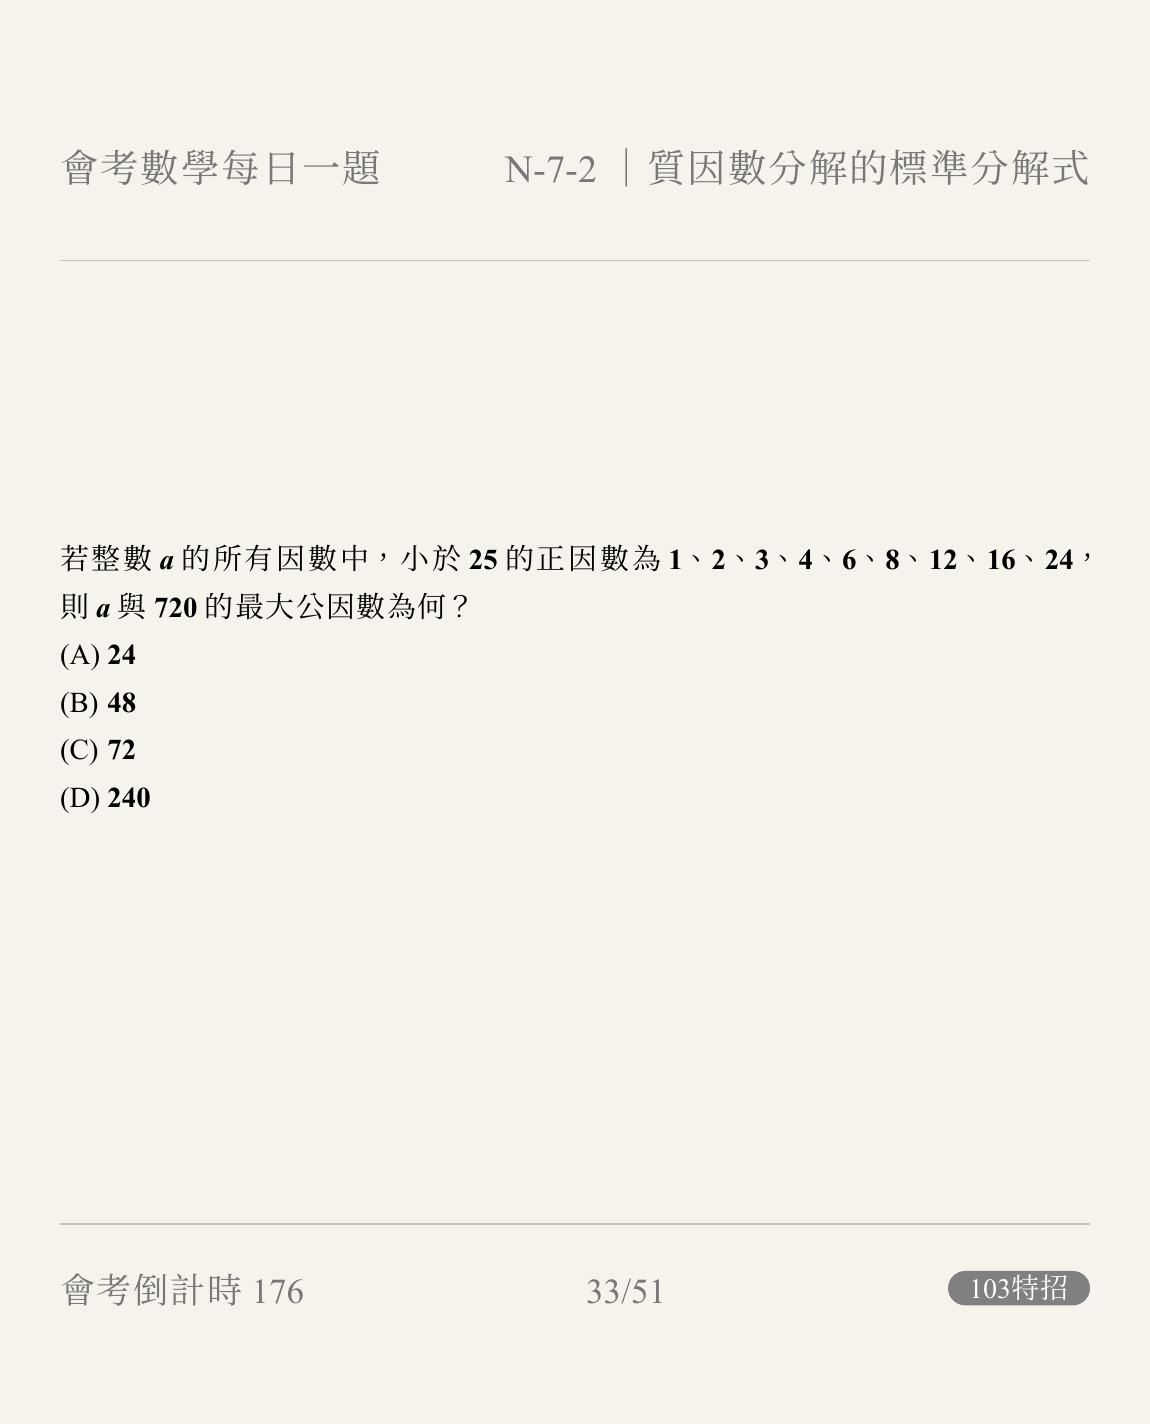 會考數學每日一題
N-7-2｜質因數分解的標準分解式
若整數 a 的所有因數中，小於 25 的正因數為 1、2、3、4、6、8、12、16、24，
則 a 與 720 的最大公因數為何？
(A) 24
(B) 48
(C) 72
(D) 240
會考倒計時 176
33/51
103特招